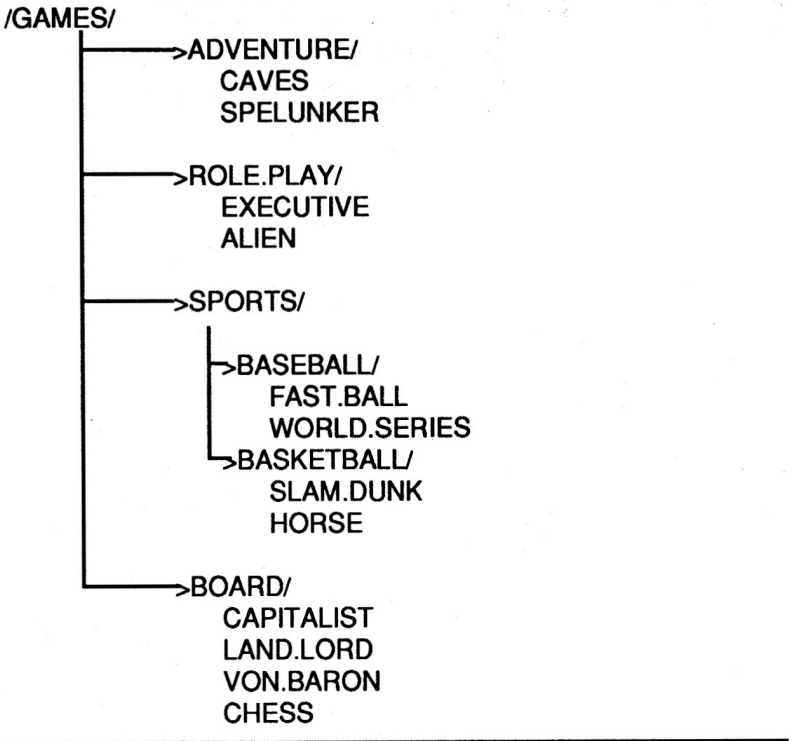 /GAMES/
>ADVENTURE/
CAVES
SPELUNKER
>ROLE.PLAY/
EXECUTIVE
ALIEN
>SPORTS/
>BASEBALL/
FAST.BALL
WORLD.SERIES
>BASKETBALL/
SLAM.DUNK
HORSE
>BOARD/
CAPITALIST
LAND.LORD
VON.BARON
CHESS